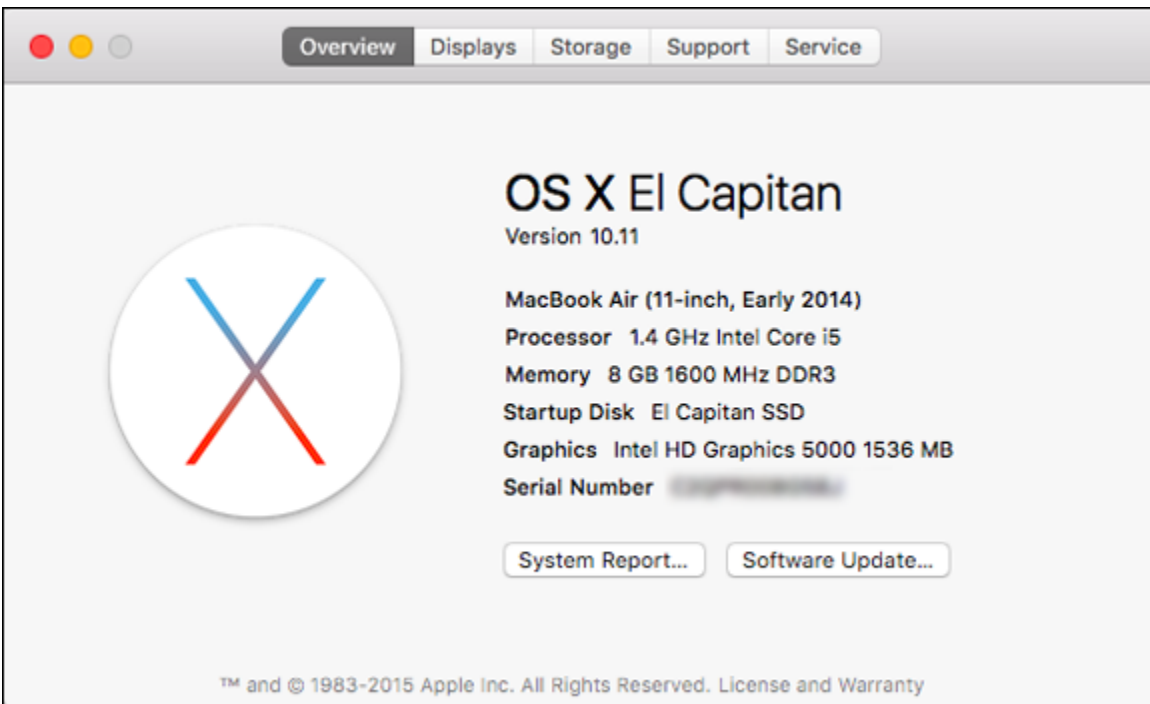 Overview Displays Storage Support Service
OS X El Capitan
Version 10.11
MacBook Air (11-inch, Early 2014)
Processor 1.4 GHz Intel Core i5
Memory 8 GB 1600 MHz DDR3
Startup Disk El Capitan SSD
Graphics Intel HD Graphics 5000 1536 MB
Serial Number
System Report... Software Update...
™ and © 1983-2015 Apple Inc. All Rights Reserved. License and Warranty